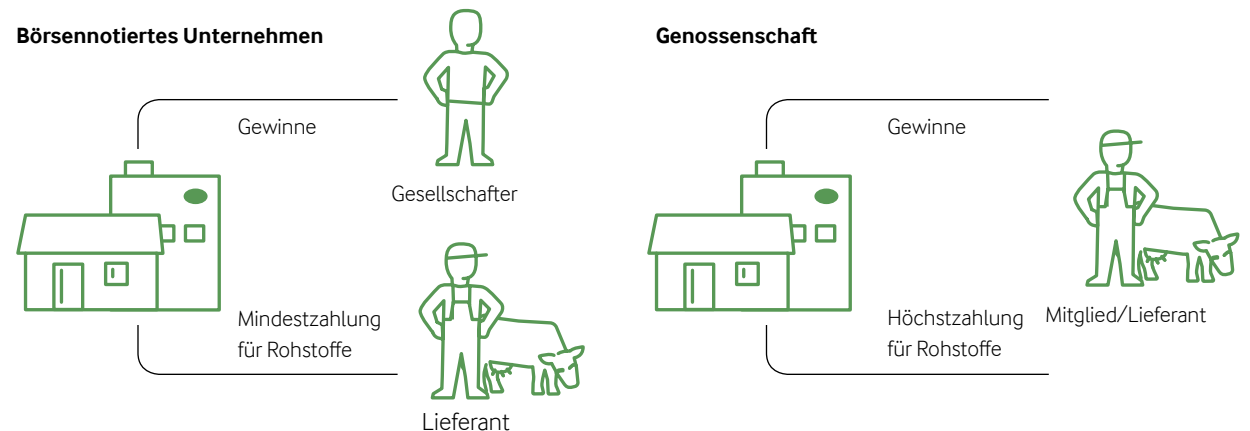 Börsennotiertes Unternehmen
Gewinne
Gesellschafter
Mindestzahlung
für Rohstoffe
Lieferant
Genossenschaft
Gewinne
Höchstzahlung
für Rohstoffe
Mitglied/Lieferant